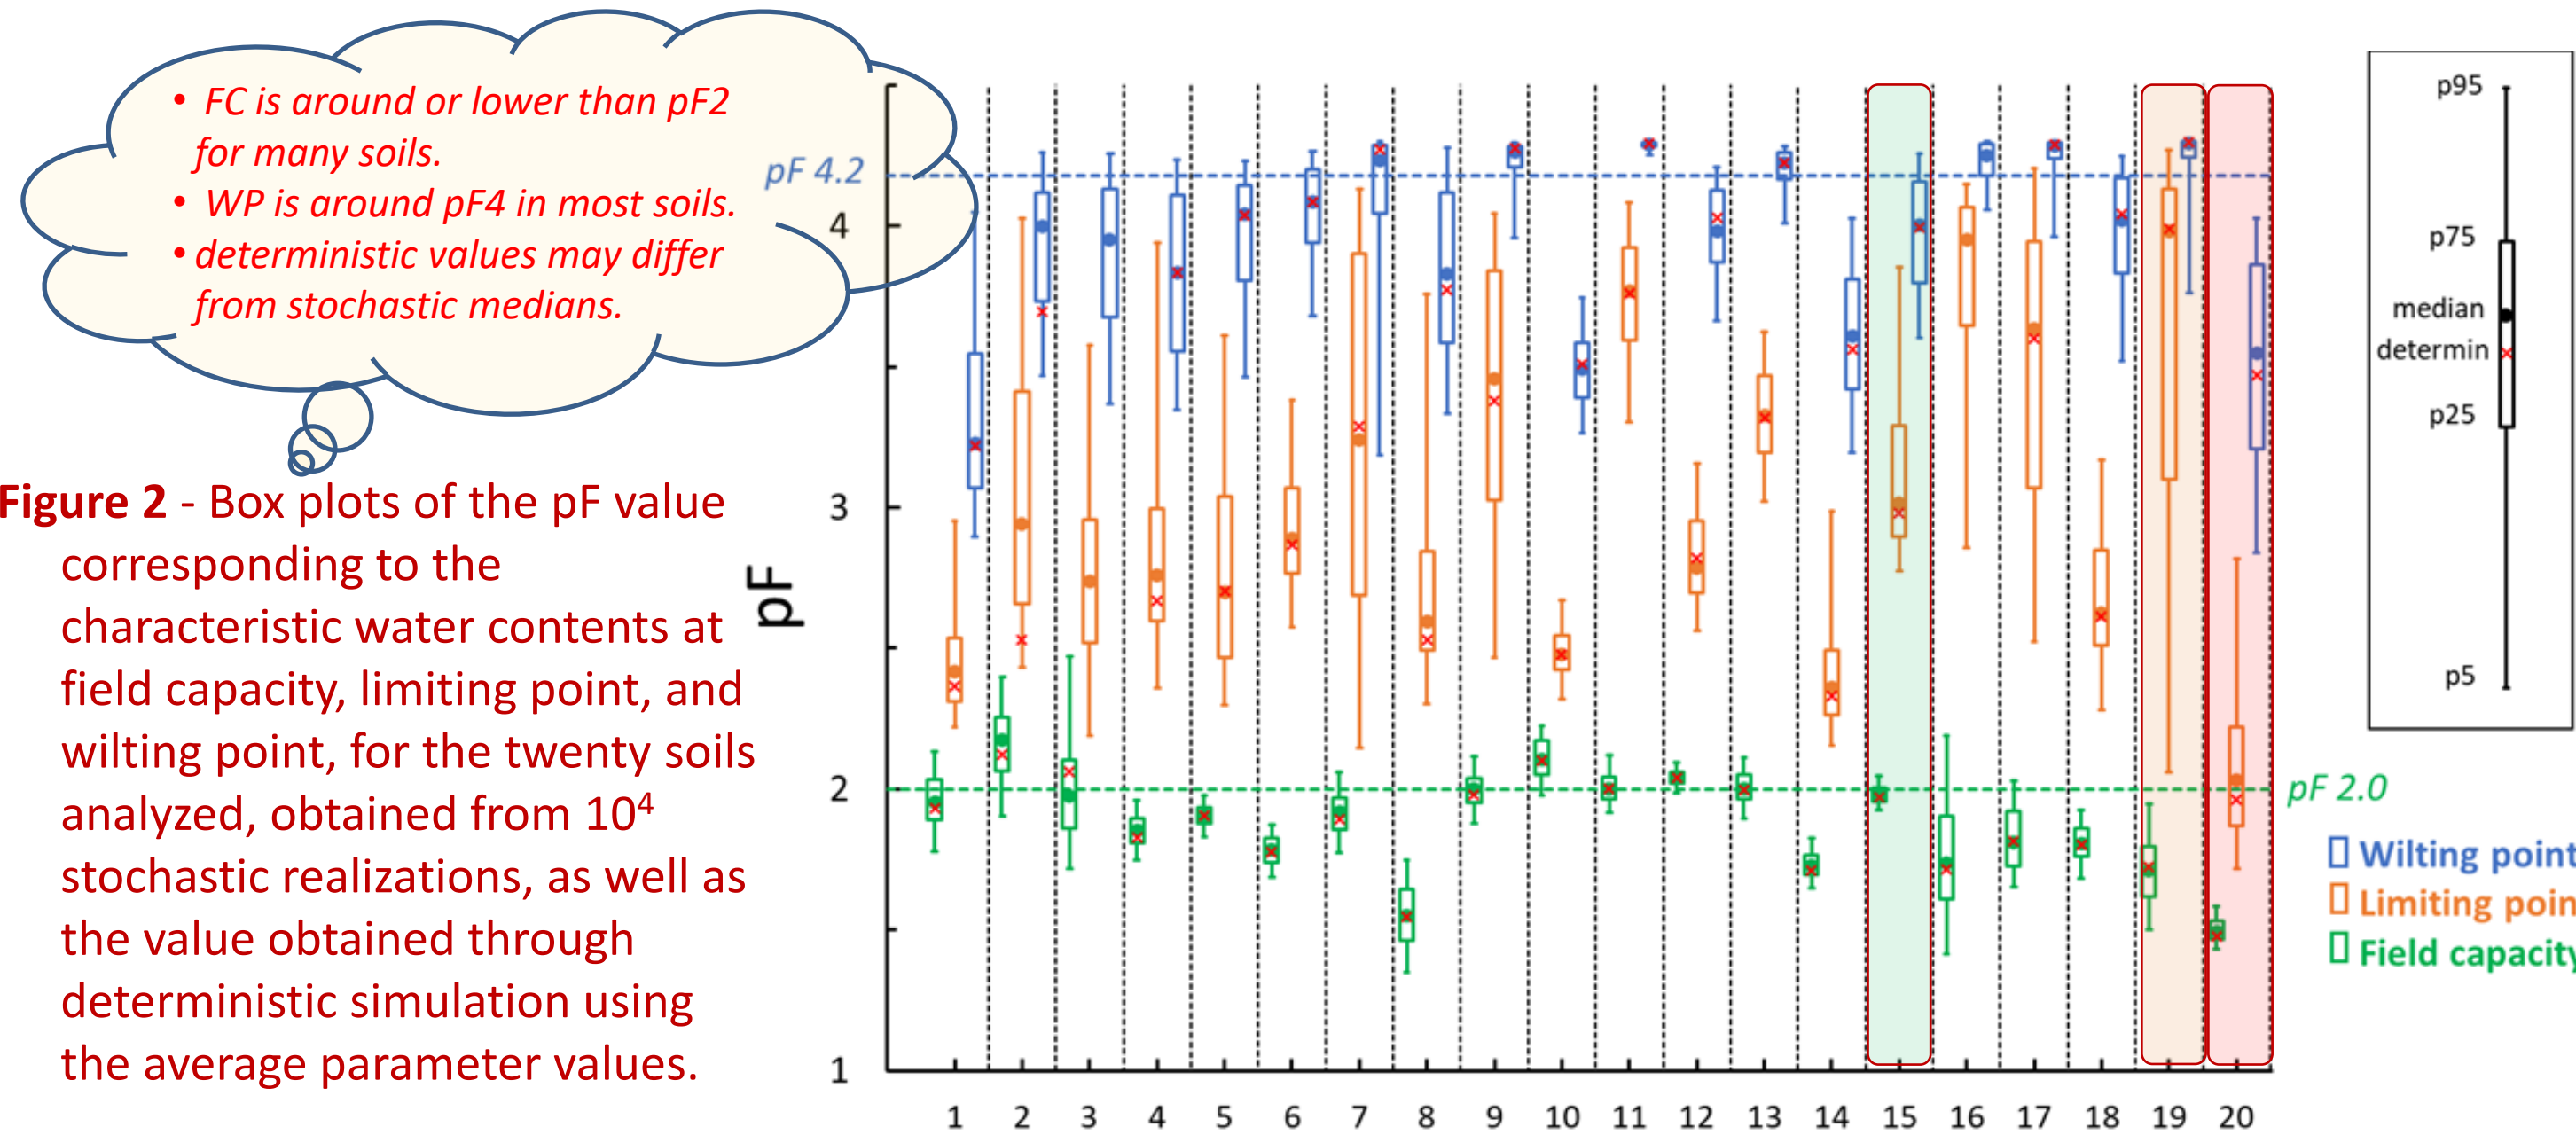 • FC is around or lower than pF2
for many soils.
• WP is around pF4 in most soils.
• deterministic values may differ
from stochastic medians.
Figure 2 - Box plots of the pF value
corresponding to the
characteristic water contents at
field capacity, limiting point, and
wilting point, for the twenty soils
analyzed, obtained from 10⁴
stochastic realizations, as well as
the value obtained through
deterministic simulation using
the average parameter values.
pF 4.2
4
3
2
1
pF
1 2 3 4 5 6 7 8 9 10 11 12 13 14 15 16 17 18 19 20
p95
p75
median
determin
p25
p5
pF 2.0
Wilting point
Limiting poin
Field capacity